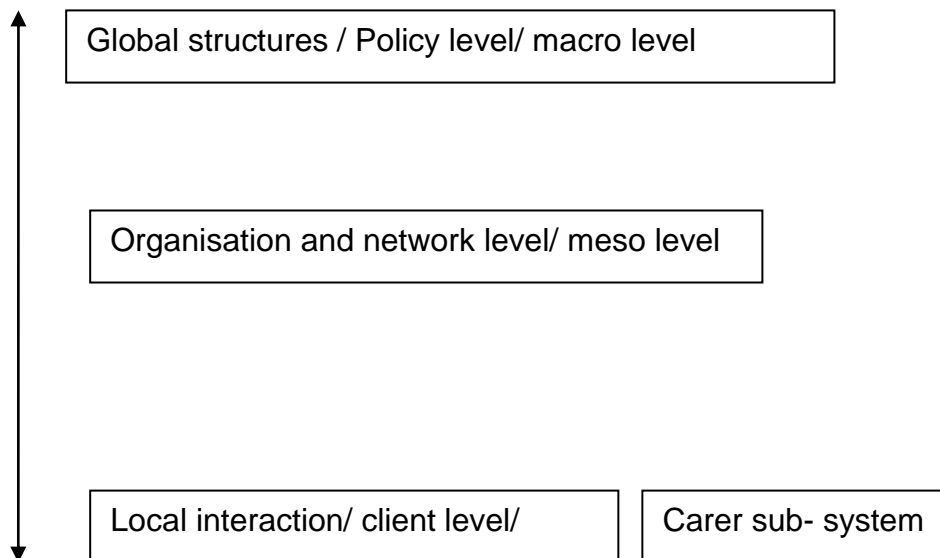 Global structures / Policy level/ macro level
Organisation and network level/ meso level
Local interaction/ client level/
Carer sub- system